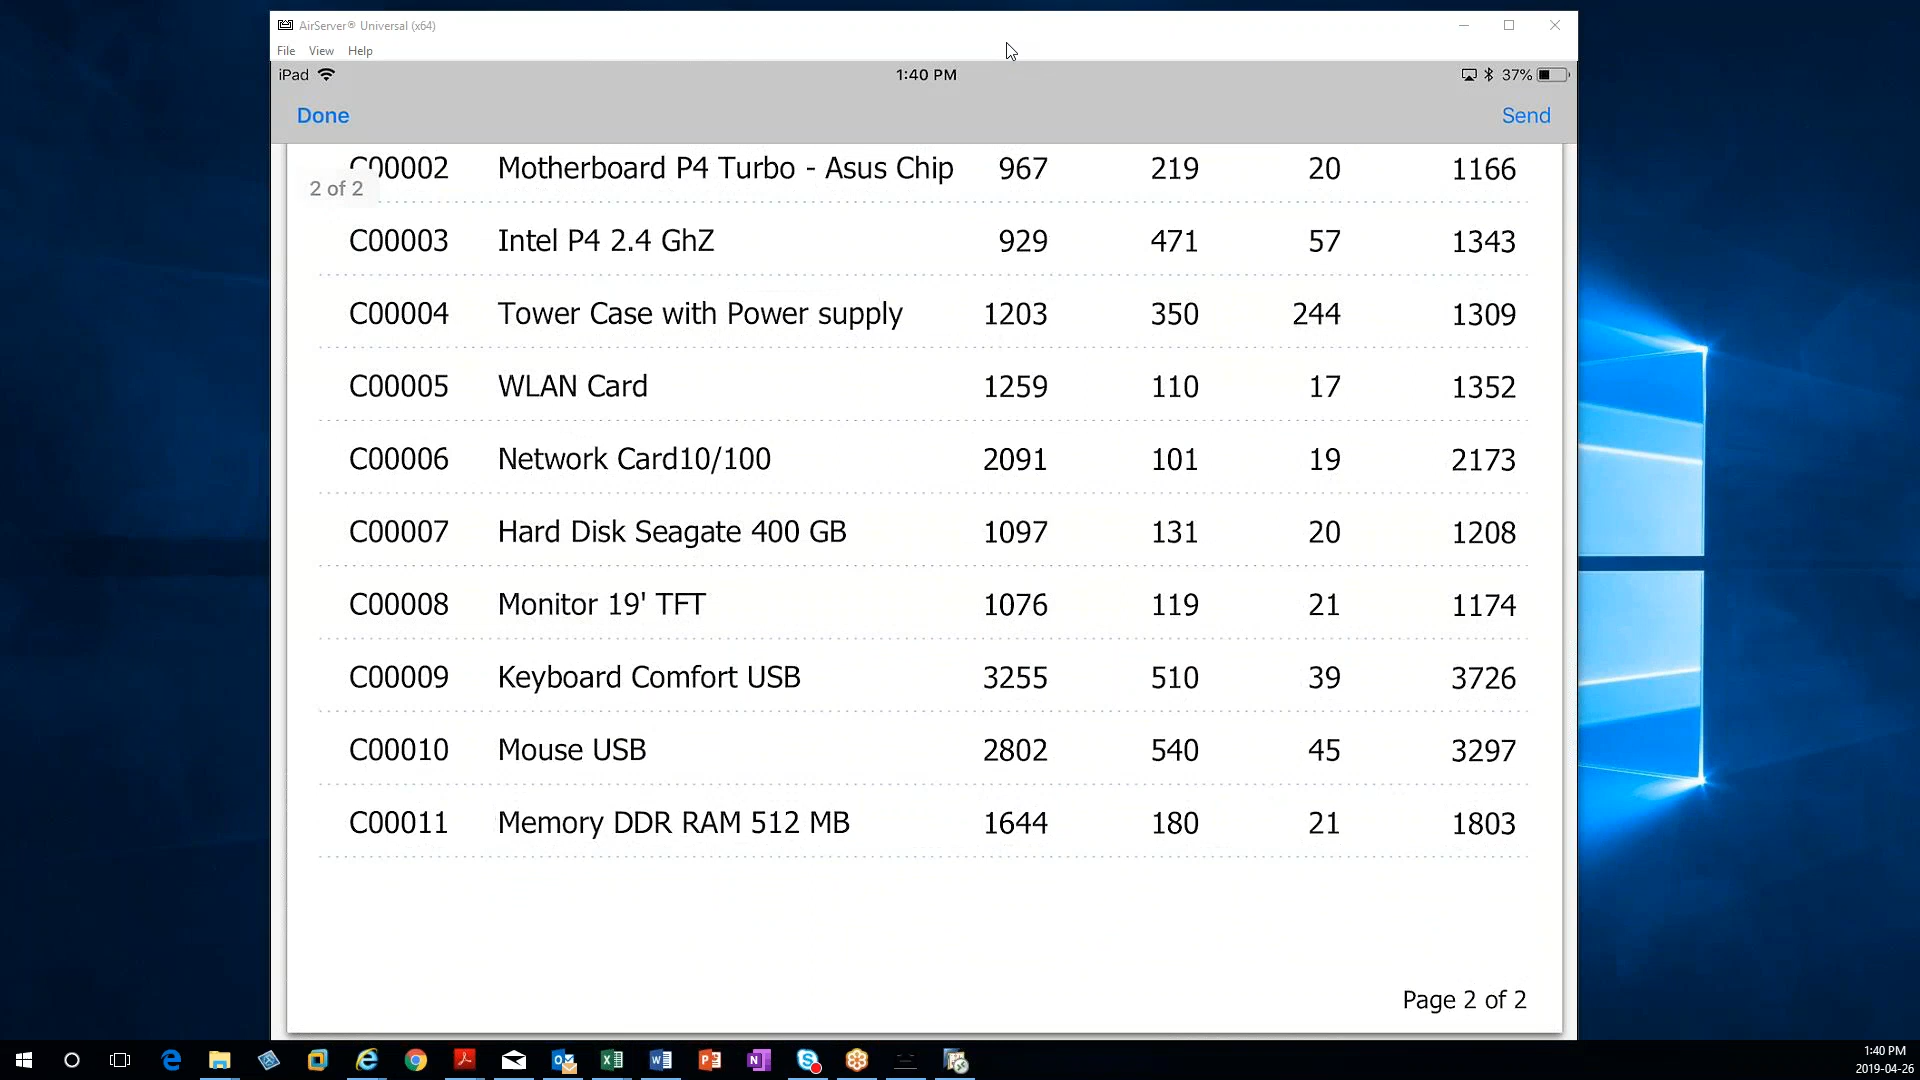 AirServer® Universal (x64)
File View Help
iPad 1:40 PM 37%
Done Send
C00002 Motherboard P4 Turbo - Asus Chip 967 219 20 1166
2 of 2
C00003 Intel P4 2.4 GhZ 929 471 57 1343
C00004 Tower Case with Power supply 1203 350 244 1309
C00005 WLAN Card 1259 110 17 1352
C00006 Network Card10/100 2091 101 19 2173
C00007 Hard Disk Seagate 400 GB 1097 131 20 1208
C00008 Monitor 19' TFT 1076 119 21 1174
C00009 Keyboard Comfort USB 3255 510 39 3726
C00010 Mouse USB 2802 540 45 3297
C00011 Memory DDR RAM 512 MB 1644 180 21 1803
Page 2 of 2
1:40 PM
2019-04-26